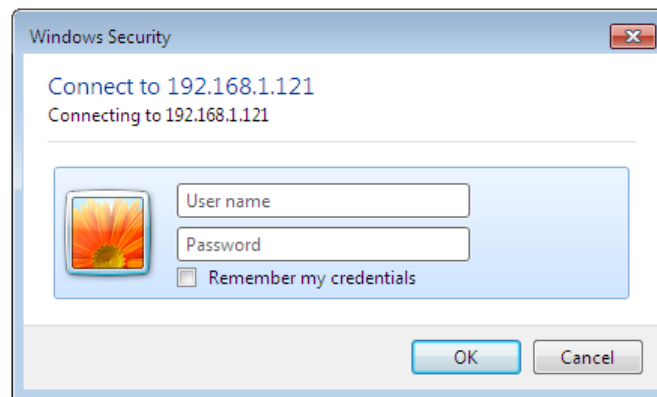 Windows Security
Connect to 192.168.1.121
Connecting to 192.168.1.121
User name
Password
Remember my credentials
OK
Cancel